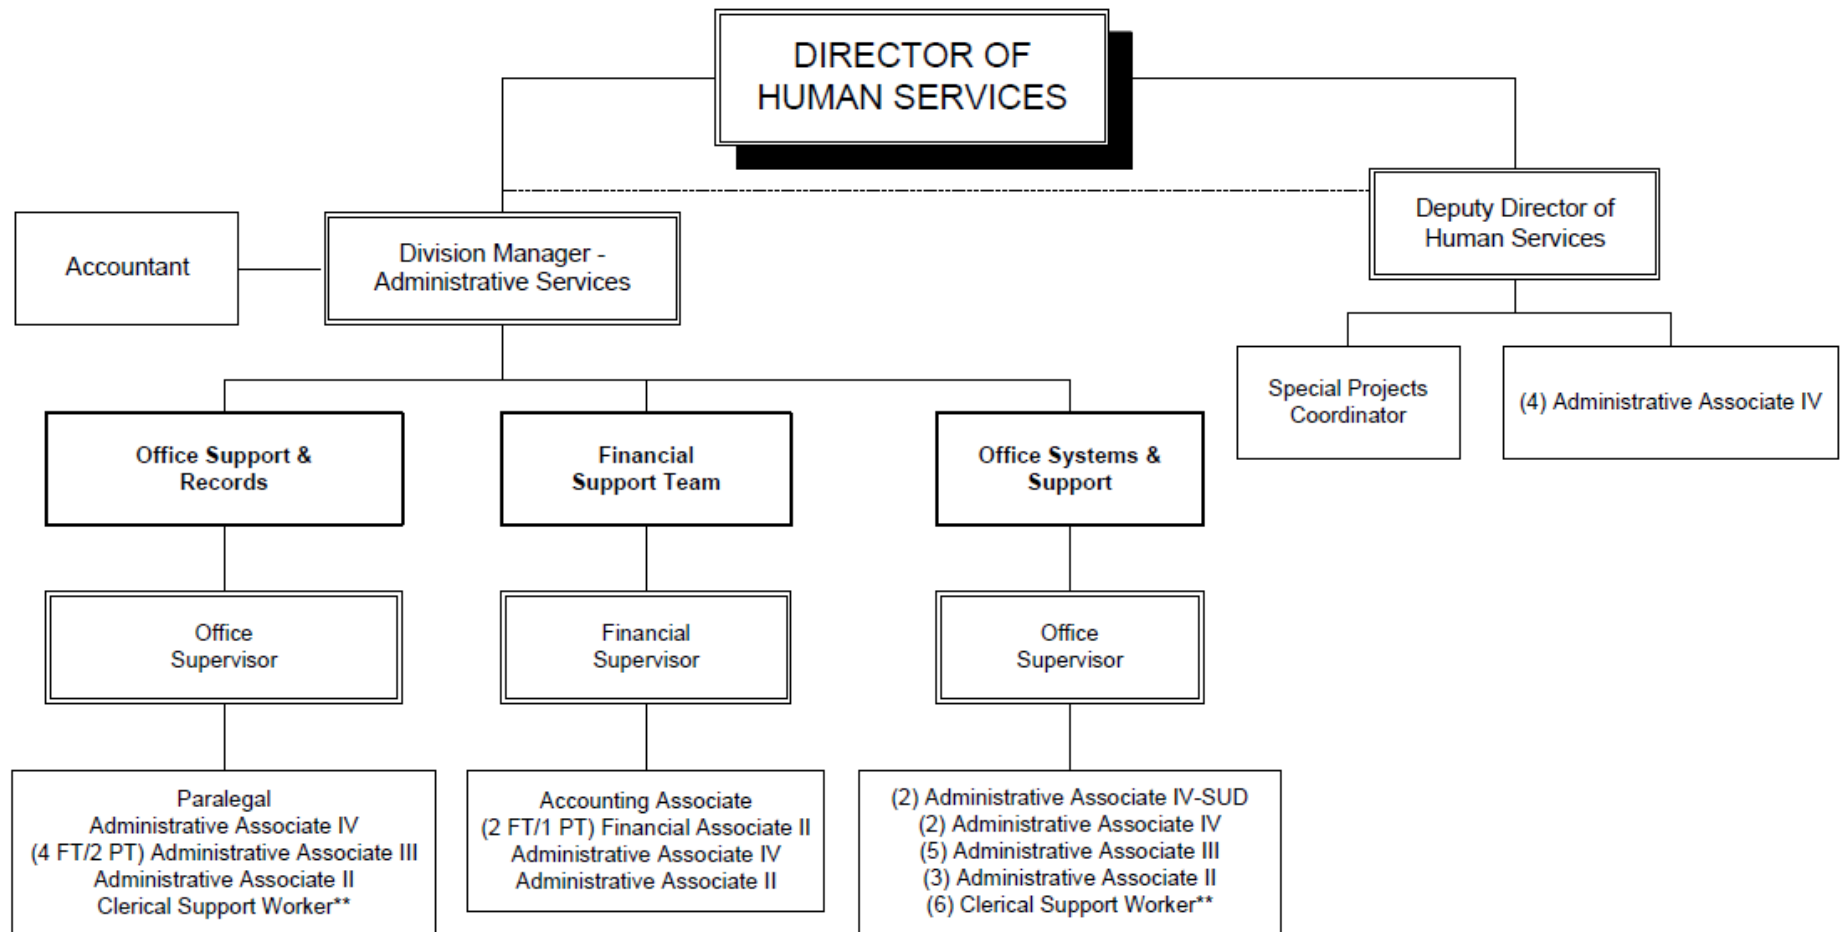 DIRECTOR OF
HUMAN SERVICES
Deputy Director of
Human Services
Accountant
Division Manager -
Administrative Services
Special Projects
Coordinator
(4) Administrative Associate IV
Office Support &
Records
Financial
Support Team
Office Systems &
Support
Office
Supervisor
Financial
Supervisor
Office
Supervisor
Paralegal
Administrative Associate IV
(4 FT/2 PT) Administrative Associate III
Administrative Associate II
Clerical Support Worker**
Accounting Associate
(2 FT/1 PT) Financial Associate II
Administrative Associate IV
Administrative Associate II
(2) Administrative Associate IV-SUD
(2) Administrative Associate IV
(5) Administrative Associate III
(3) Administrative Associate II
(6) Clerical Support Worker**